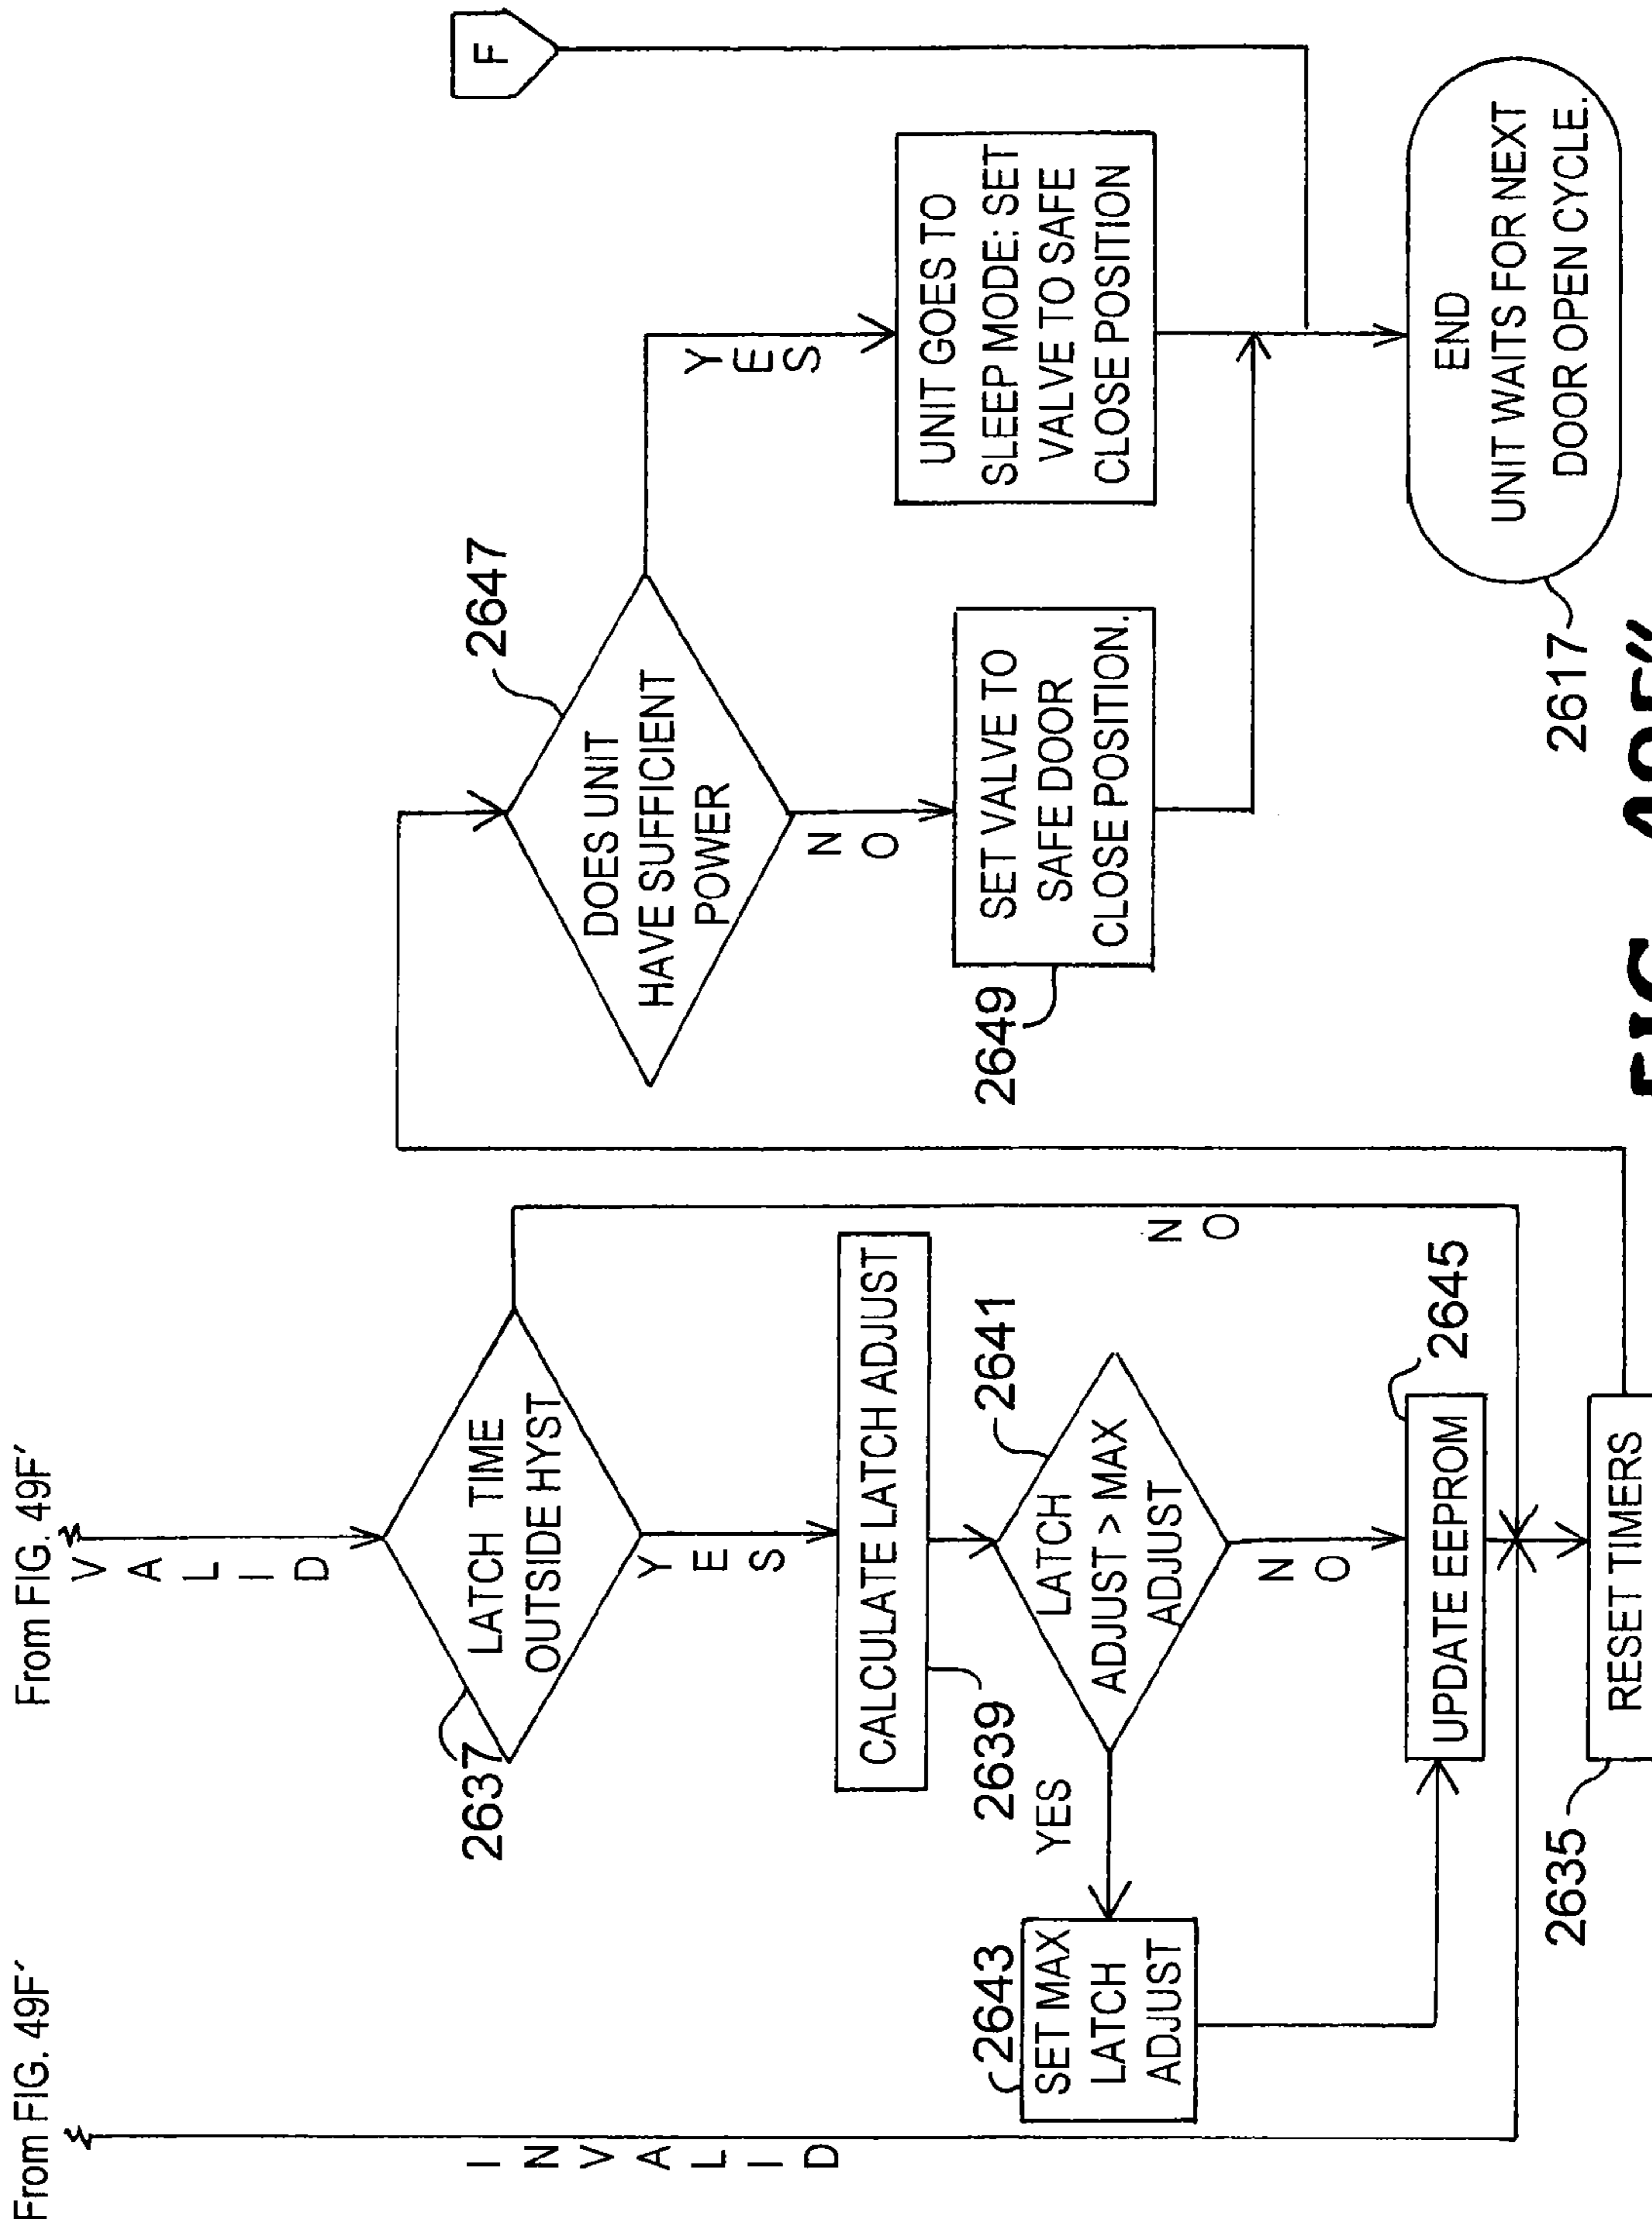 From FIG. 49F′
From FIG. 49F′
INVALID
VALID
2637
LATCH TIME
OUTSIDE HYST
YES
NO
CALCULATE LATCH ADJUST
2639
2641
LATCH
ADJUST > MAX
ADJUST
YES
NO
2643
SET MAX
LATCH
ADJUST
2645
UPDATE EEPROM
2635
RESET TIMERS
2647
DOES UNIT
HAVE SUFFICIENT
POWER
YES
NO
2649
SET VALVE TO
SAFE DOOR
CLOSE POSITION.
UNIT GOES TO
SLEEP MODE: SET
VALVE TO SAFE
CLOSE POSITION
F
END
UNIT WAITS FOR NEXT
DOOR OPEN CYCLE.
2617